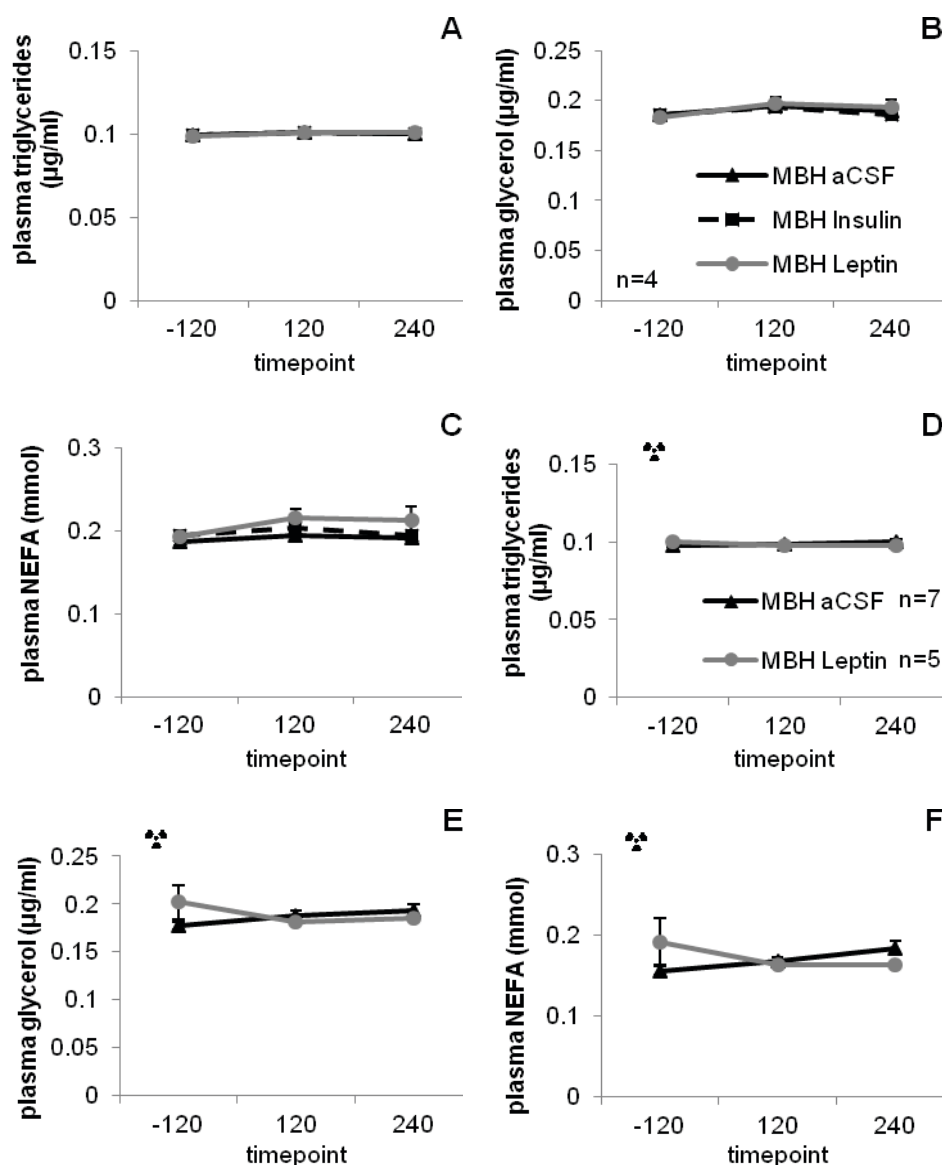 A
plasma triglycerides
(µg/ml)
0.15
0.1
0.05
0
-120 120 240
timepoint
B
plasma glycerol (µg/ml)
0.25
0.2
0.15
0.1
0.05
0
MBH aCSF
MBH Insulin
MBH Leptin
n=4
-120 120 240
timepoint
C
plasma NEFA (mmol)
0.3
0.2
0.1
0
-120 120 240
timepoint
D
plasma triglycerides
(µg/ml)
0.15
0.1
0.05
0
MBH aCSF n=7
MBH Leptin n=5
-120 120 240
timepoint
E
plasma glycerol (µg/ml)
0.25
0.2
0.15
0.1
0.05
0
-120 120 240
timepoint
F
plasma NEFA (mmol)
0.3
0.2
0.1
0
-120 120 240
timepoint